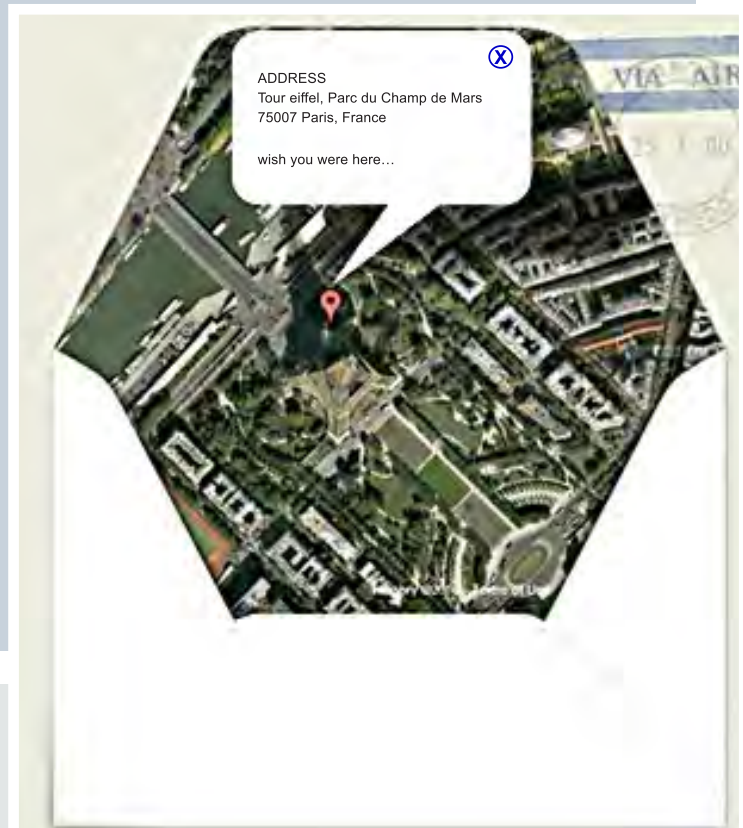 Ⓧ
ADDRESS
Tour eiffel, Parc du Champ de Mars
75007 Paris, France
wish you were here…
VIA AIR